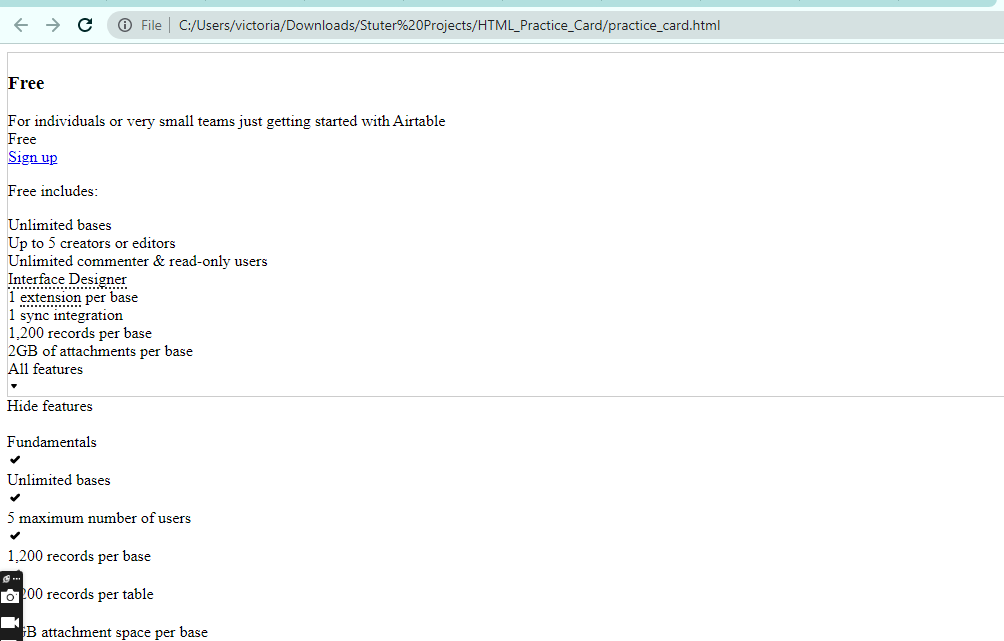 File | C:/Users/victoria/Downloads/Stuter%20Projects/HTML_Practice_Card/practice_card.html
Free
For individuals or very small teams just getting started with Airtable
Free
Sign up
Free includes:
Unlimited bases
Up to 5 creators or editors
Unlimited commenter & read-only users
Interface Designer
1 extension per base
1 sync integration
1,200 records per base
2GB of attachments per base
All features
Hide features
Fundamentals
Unlimited bases
5 maximum number of users
1,200 records per base
200 records per table
B attachment space per base